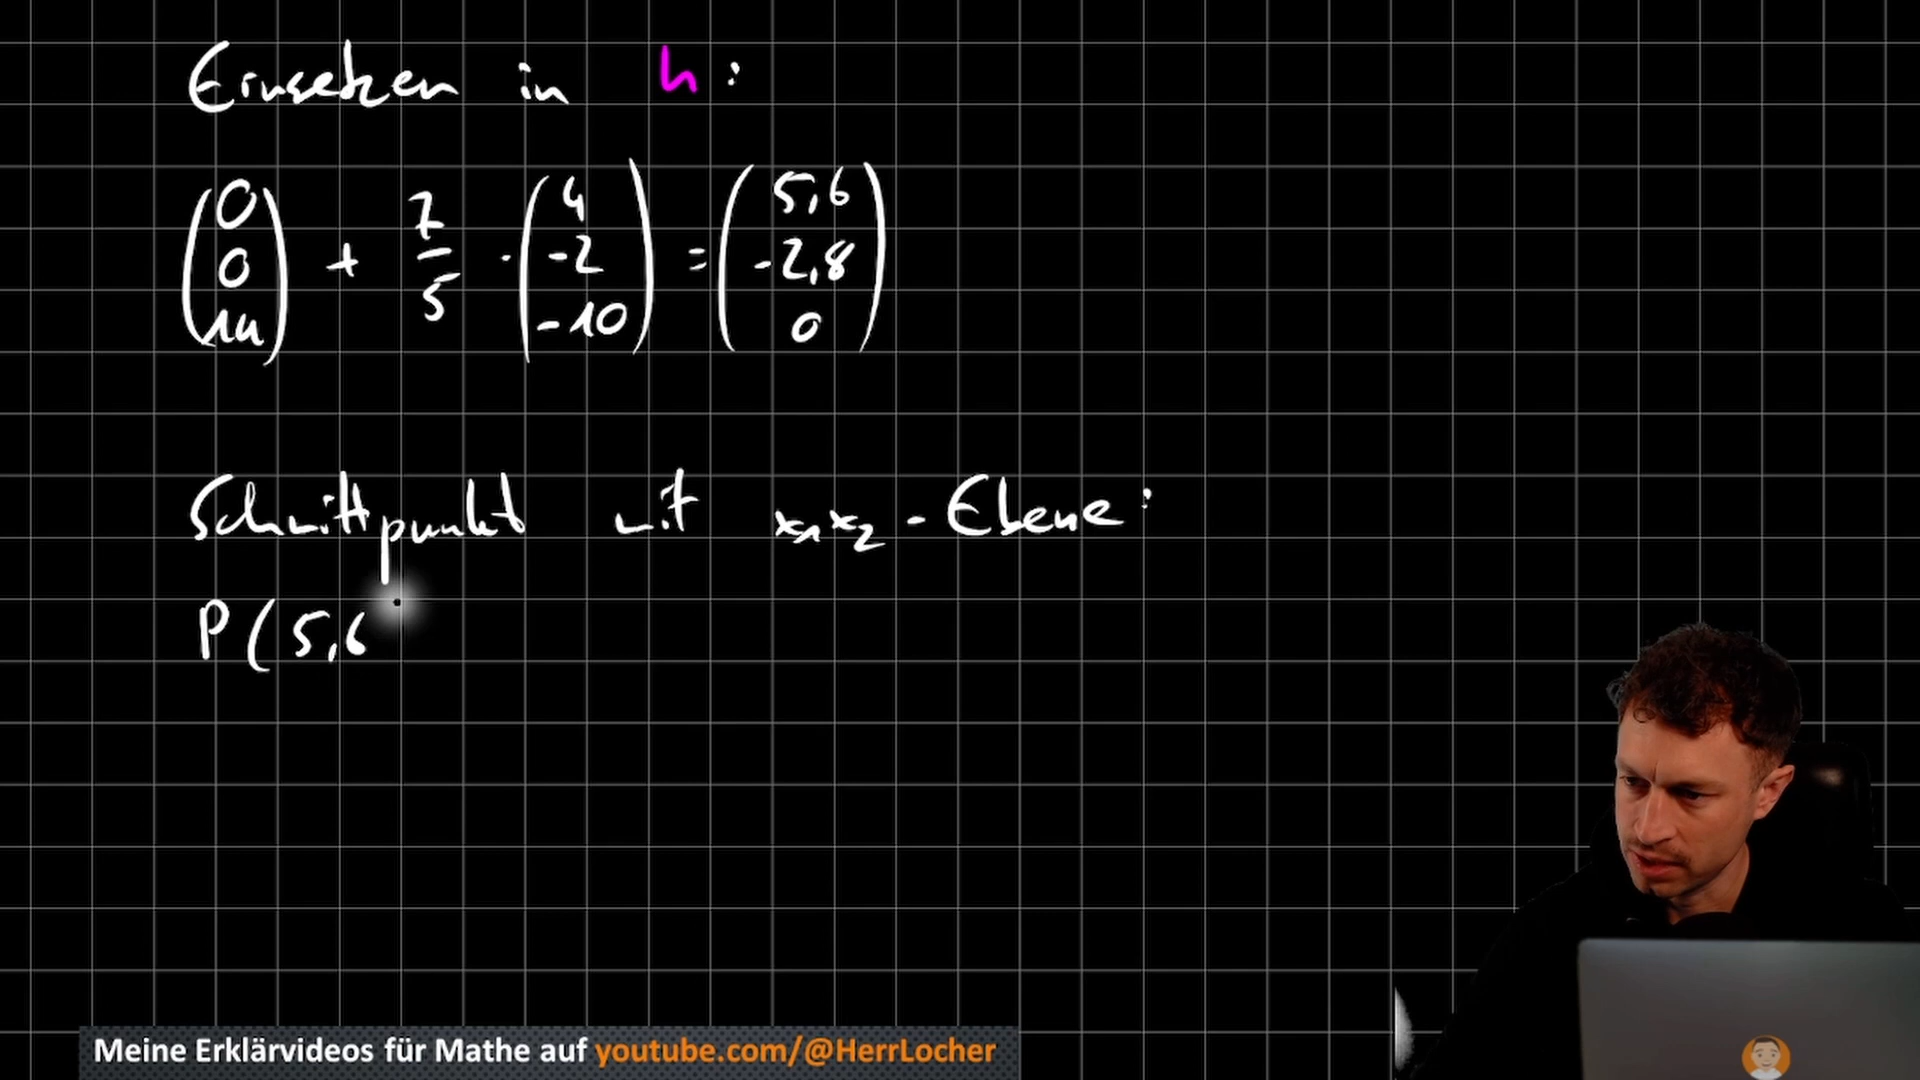 Einsetzen in h:
(0 0 14) + 7/5 · (4 -2 -10) = (5,6 -2,8 0)
Schnittpunkt mit x₁x₂-Ebene:
P(5,6
Meine Erklärvideos für Mathe auf youtube.com/@HerrLocher